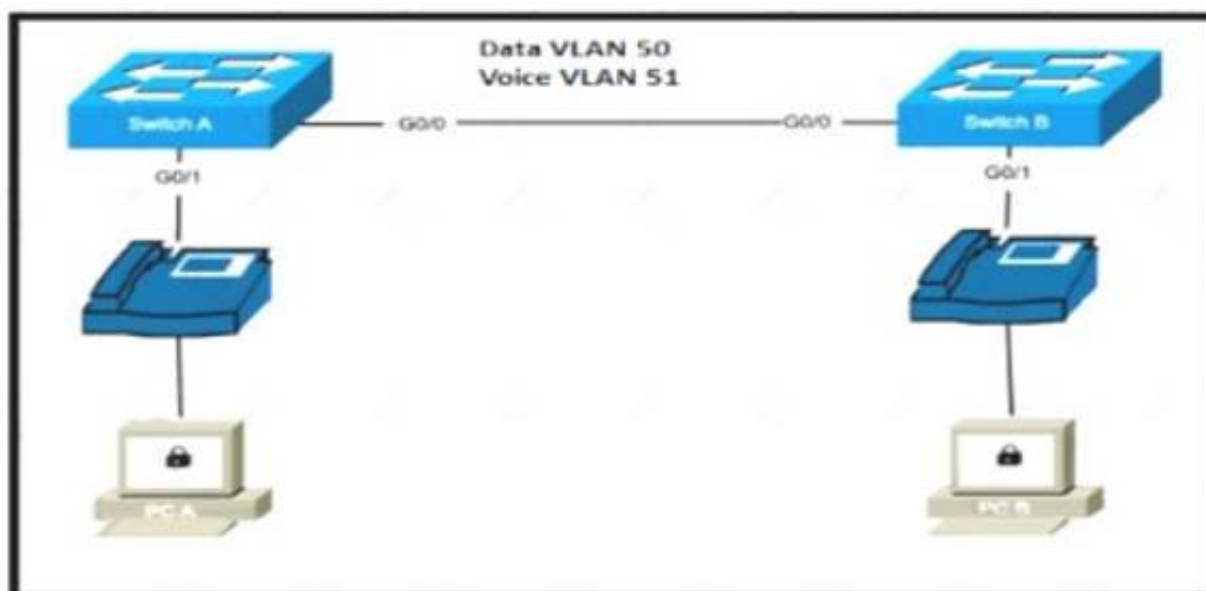 Data VLAN 50
Voice VLAN 51
Switch A
G0/0
G0/0
Switch B
G0/1
G0/1
PC A
PC B